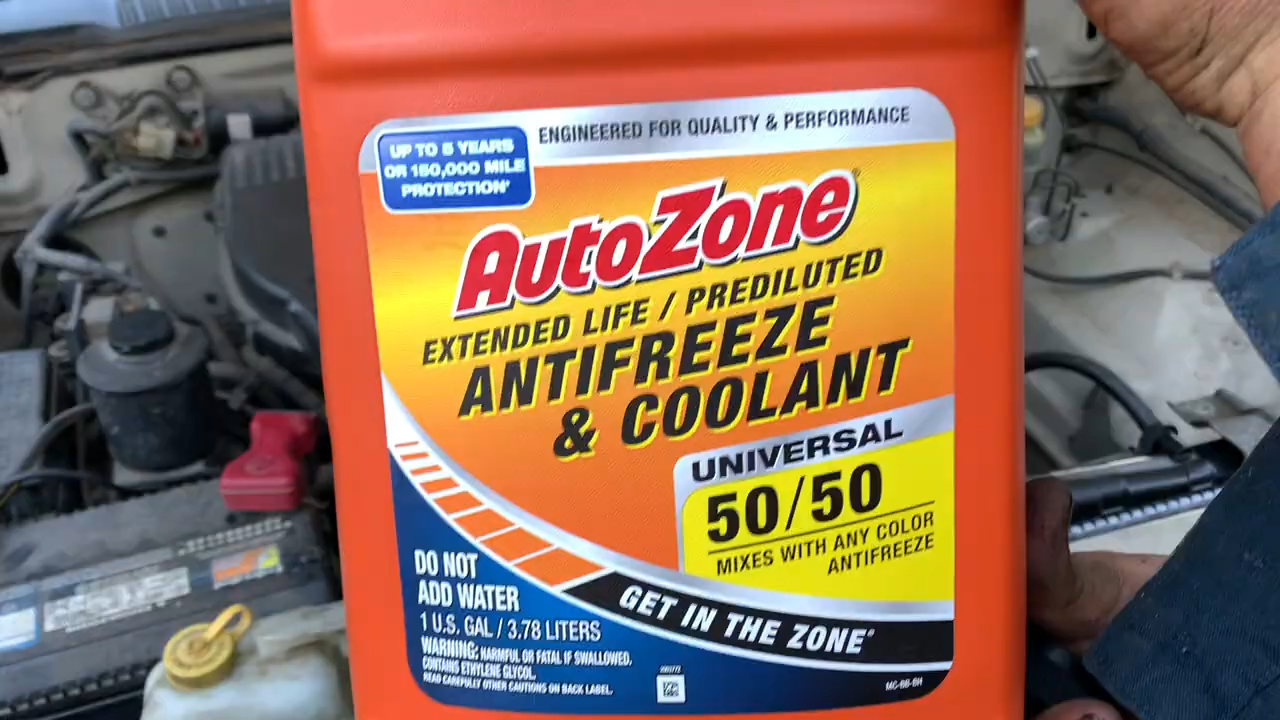 ENGINEERED FOR QUALITY & PERFORMANCE
UP TO 5 YEARS
OR 150,000 MILE
PROTECTION*
AutoZone
EXTENDED LIFE / PREDILUTED
ANTIFREEZE
& COOLANT
UNIVERSAL
50/50
MIXES WITH ANY COLOR
ANTIFREEZE
DO NOT
ADD WATER
1 U.S. GAL / 3.78 LITERS
GET IN THE ZONE®
WARNING: HARMFUL OR FATAL IF SWALLOWED.
CONTAINS ETHYLENE GLYCOL.
READ CAREFULLY OTHER CAUTIONS ON BACK LABEL.